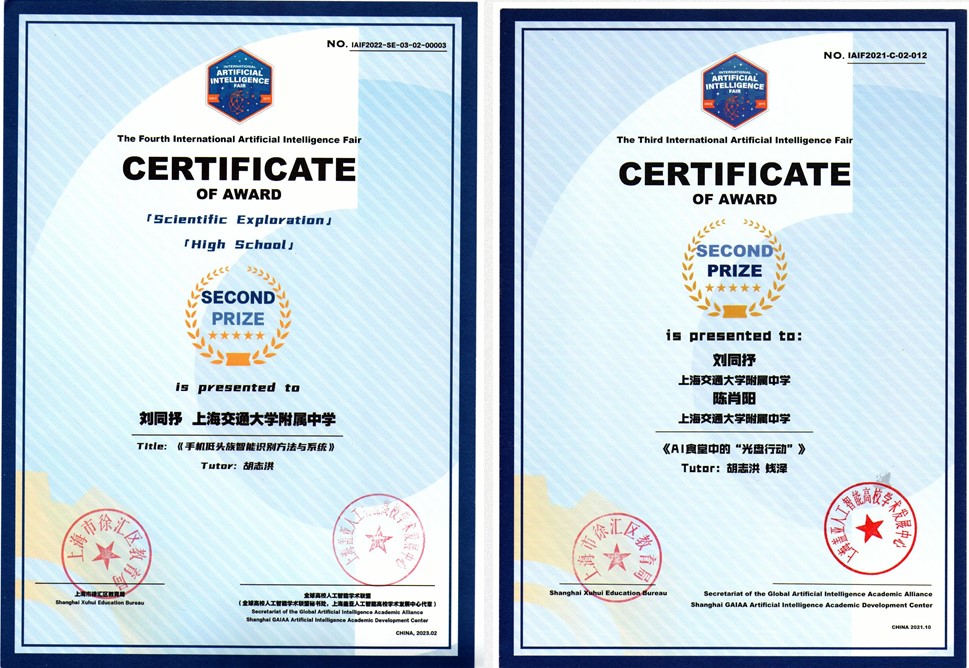 NO. IAIF2022-SE-03-02-00003
INTERNATIONAL
ARTIFICIAL
INTELLIGENCE
FAIR
The Fourth International Artificial Intelligence Fair
CERTIFICATE
OF AWARD
「Scientific Exploration」
「High School」
SECOND
PRIZE
is presented to
刘同抒 上海交通大学附属中学
Title: 《手机低头族智能识别方法与系统》
Tutor: 胡志洪
上海市徐汇区教育局
上海市徐汇区教育局
Shanghai Xuhui Education Bureau
上海盖亚人工智能高校学术发展中心
全球高校人工智能学术联盟
(全球高校人工智能学术联盟秘书处,上海盖亚人工智能高校学术发展中心代章)
Secretariat of the Global Artificial Intelligence Academic Alliance
Shanghai GAIAA Artificial Intelligence Academic Development Center
CHINA, 2023.02
NO. IAIF2021-C-02-012
INTERNATIONAL
ARTIFICIAL
INTELLIGENCE
FAIR
The Third International Artificial Intelligence Fair
CERTIFICATE
OF AWARD
SECOND
PRIZE
is presented to:
刘同抒
上海交通大学附属中学
陈肖阳
上海交通大学附属中学
《AI食堂中的“光盘行动”》
Tutor: 胡志洪 钱泽
上海市徐汇区教育局
Shanghai Xuhui Education Bureau
上海盖亚人工智能高校学术发展中心
Secretariat of the Global Artificial Intelligence Academic Alliance
Shanghai GAIAA Artificial Intelligence Academic Development Center
CHINA 2021.10